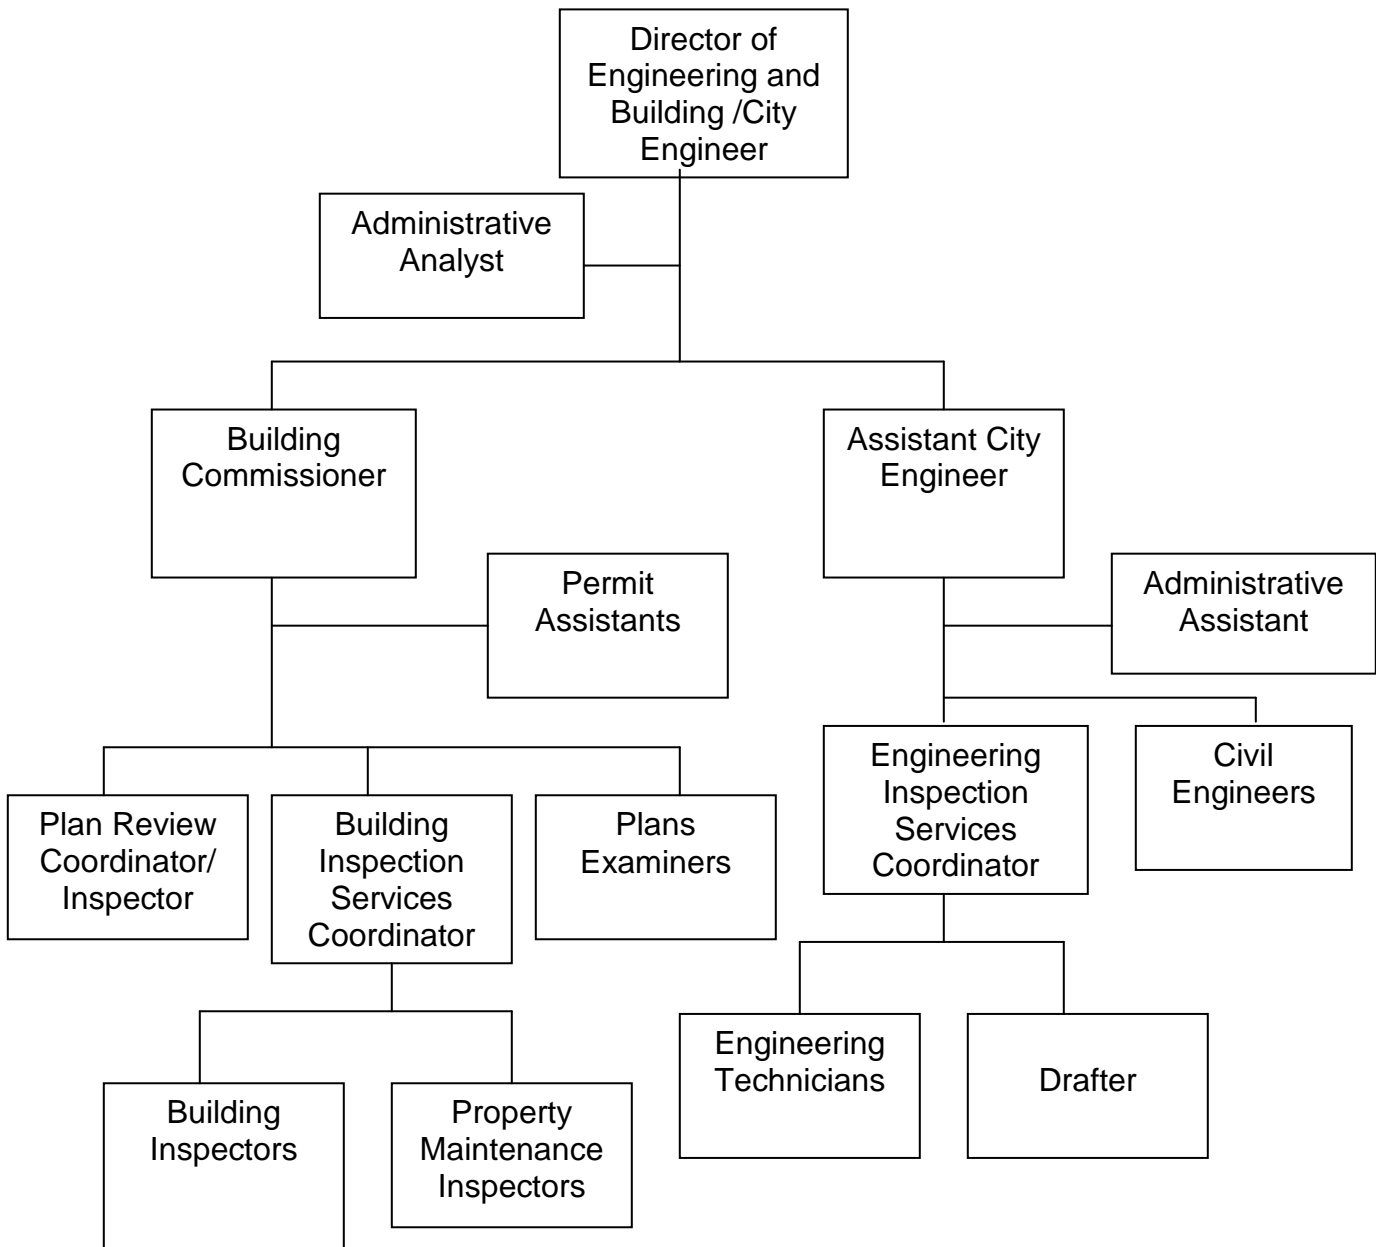 Director of
Engineering and
Building /City
Engineer
Administrative
Analyst
Building
Commissioner
Assistant City
Engineer
Permit
Assistants
Administrative
Assistant
Plan Review
Coordinator/
Inspector
Building
Inspection
Services
Coordinator
Plans
Examiners
Engineering
Inspection
Services
Coordinator
Civil
Engineers
Building
Inspectors
Property
Maintenance
Inspectors
Engineering
Technicians
Drafter